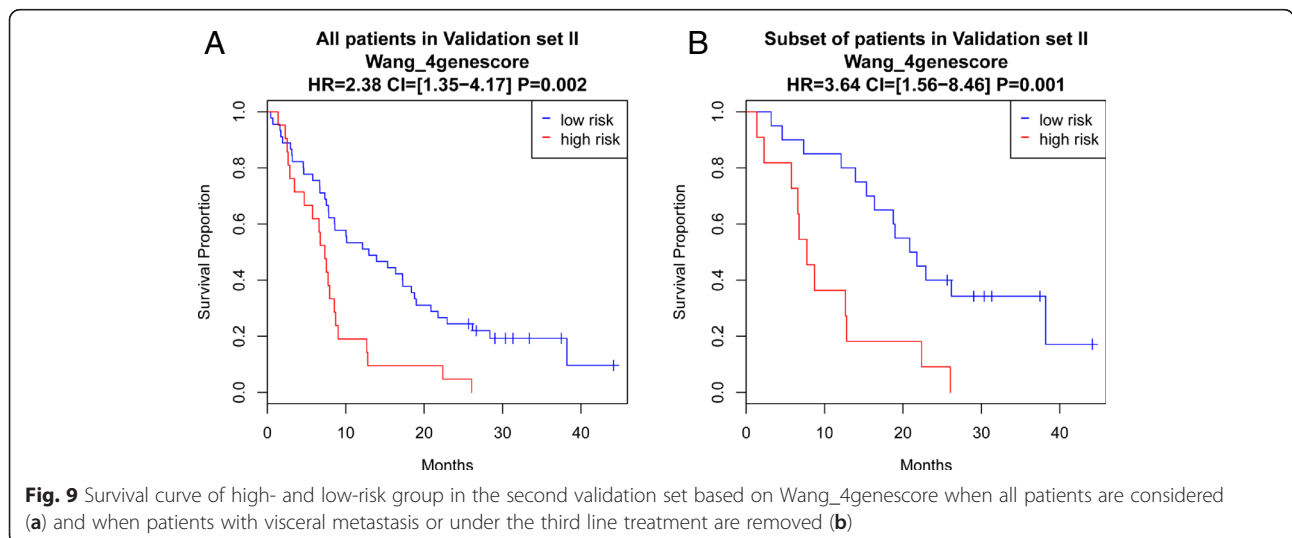 A
All patients in Validation set II
Wang_4genescore
HR=2.38 CI=[1.35−4.17] P=0.002
low risk
high risk
Survival Proportion
1.0
0.8
0.6
0.4
0.2
0.0
0 10 20 30 40
Months
B
Subset of patients in Validation set II
Wang_4genescore
HR=3.64 CI=[1.56−8.46] P=0.001
low risk
high risk
Survival Proportion
1.0
0.8
0.6
0.4
0.2
0.0
0 10 20 30 40
Months
Fig. 9 Survival curve of high- and low-risk group in the second validation set based on Wang_4genescore when all patients are considered
(a) and when patients with visceral metastasis or under the third line treatment are removed (b)